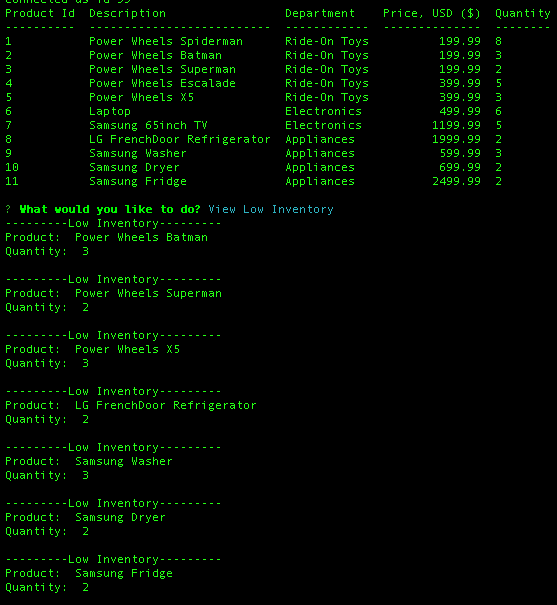 Connected as id 99
Product Id  Description                 Department     Price, USD ($)  Quantity
----------  --------------------------  -------------  --------------  --------
1           Power Wheels Spiderman      Ride-On Toys           199.99  8
2           Power Wheels Batman         Ride-On Toys           199.99  3
3           Power Wheels Superman       Ride-On Toys           199.99  2
4           Power Wheels Escalade       Ride-On Toys           399.99  5
5           Power Wheels X5             Ride-On Toys           399.99  3
6           Laptop                      Electronics            499.99  6
7           Samsung 65inch TV           Electronics           1199.99  5
8           LG FrenchDoor Refrigerator  Appliances            1999.99  2
9           Samsung Washer              Appliances             599.99  3
10          Samsung Dryer               Appliances             699.99  2
11          Samsung Fridge              Appliances            2499.99  2
? What would you like to do? View Low Inventory
---------Low Inventory---------
Product:  Power Wheels Batman
Quantity:  3
---------Low Inventory---------
Product:  Power Wheels Superman
Quantity:  2
---------Low Inventory---------
Product:  Power Wheels X5
Quantity:  3
---------Low Inventory---------
Product:  LG FrenchDoor Refrigerator
Quantity:  2
---------Low Inventory---------
Product:  Samsung Washer
Quantity:  3
---------Low Inventory---------
Product:  Samsung Dryer
Quantity:  2
---------Low Inventory---------
Product:  Samsung Fridge
Quantity:  2